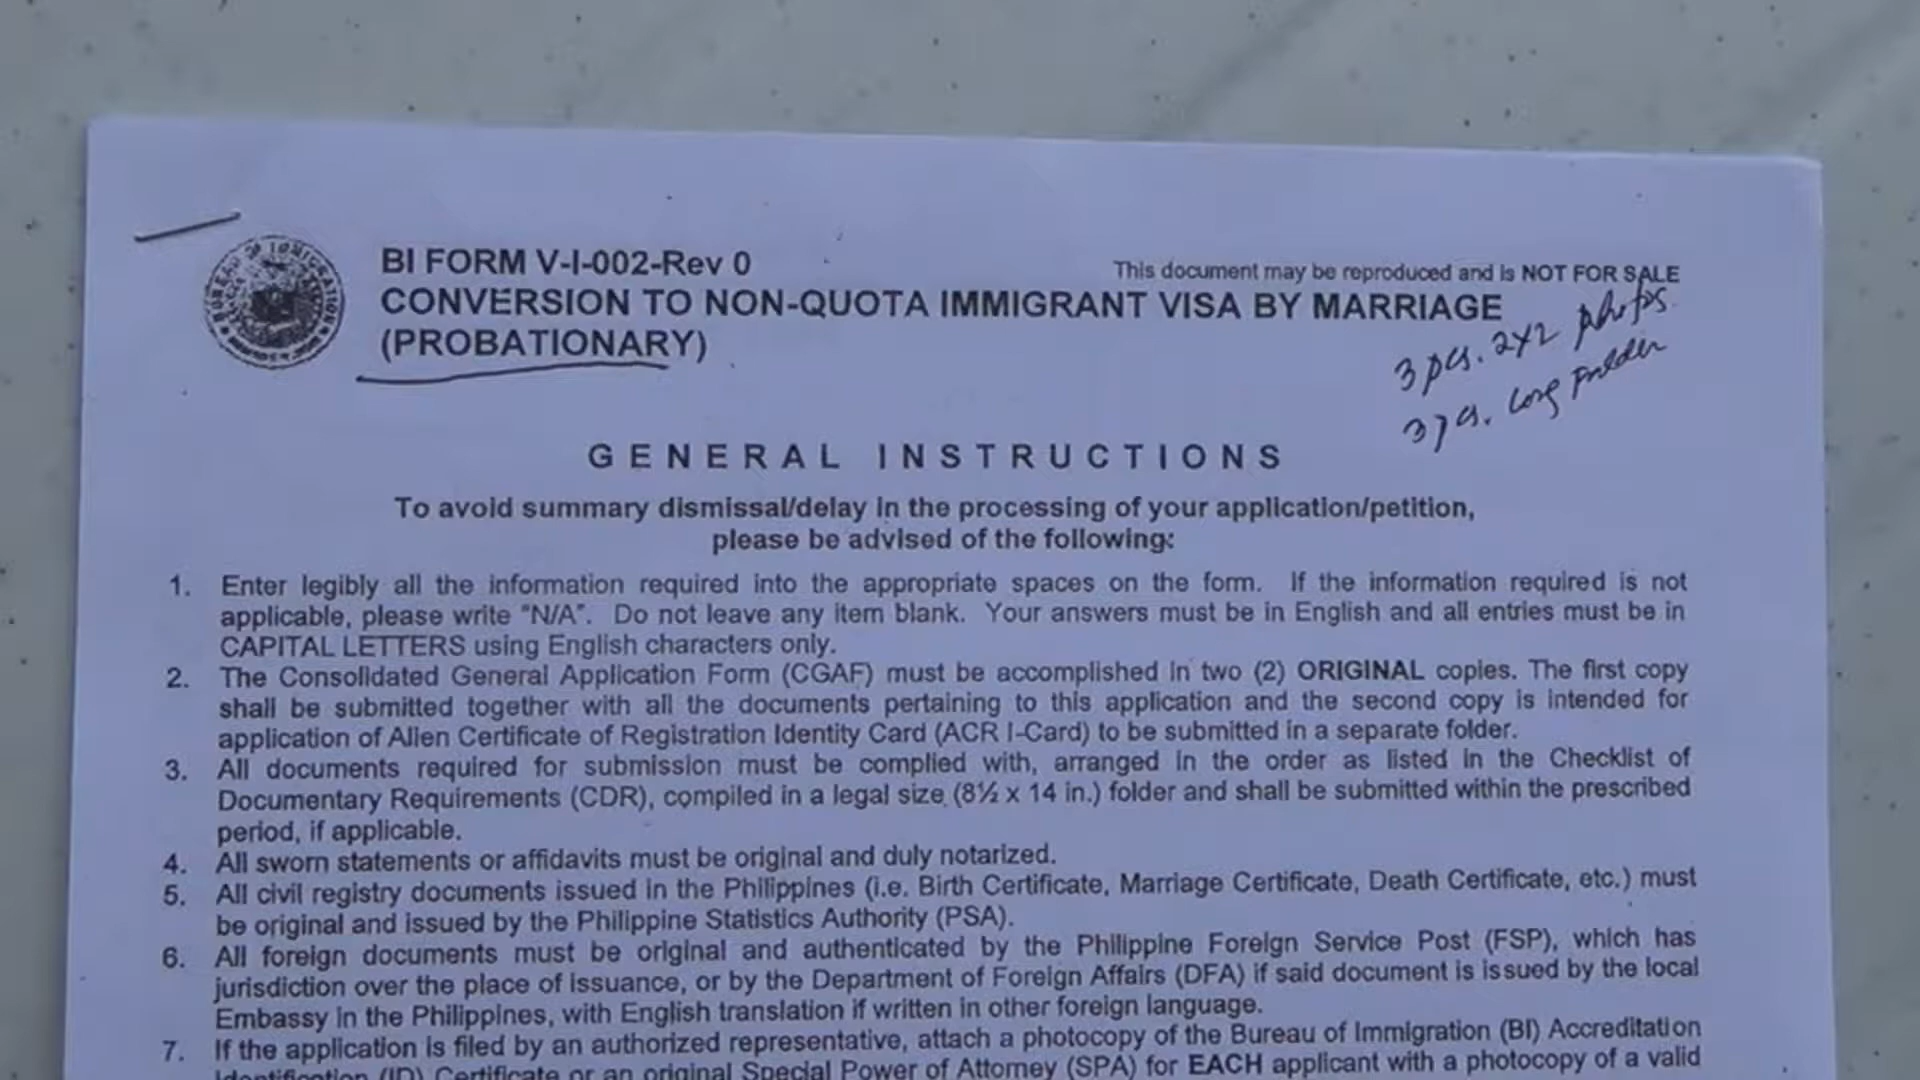 BI FORM V-I-002-Rev 0
This document may be reproduced and is NOT FOR SALE
CONVERSION TO NON-QUOTA IMMIGRANT VISA BY MARRIAGE
(PROBATIONARY)
3 pcs. 2x2 photos.
3 pcs. Long Folder
GENERAL INSTRUCTIONS
To avoid summary dismissal/delay in the processing of your application/petition,
please be advised of the following:
1. Enter legibly all the information required into the appropriate spaces on the form. If the information required is not
applicable, please write "N/A". Do not leave any item blank. Your answers must be in English and all entries must be in
CAPITAL LETTERS using English characters only.
2. The Consolidated General Application Form (CGAF) must be accomplished in two (2) ORIGINAL copies. The first copy
shall be submitted together with all the documents pertaining to this application and the second copy is intended for
application of Alien Certificate of Registration Identity Card (ACR I-Card) to be submitted in a separate folder.
3. All documents required for submission must be complied with, arranged in the order as listed in the Checklist of
Documentary Requirements (CDR), compiled in a legal size (8½ x 14 in.) folder and shall be submitted within the prescribed
period, if applicable.
4. All sworn statements or affidavits must be original and duly notarized.
5. All civil registry documents issued in the Philippines (i.e. Birth Certificate, Marriage Certificate, Death Certificate, etc.) must
be original and issued by the Philippine Statistics Authority (PSA).
6. All foreign documents must be original and authenticated by the Philippine Foreign Service Post (FSP), which has
jurisdiction over the place of issuance, or by the Department of Foreign Affairs (DFA) if said document is issued by the local
Embassy in the Philippines, with English translation if written in other foreign language.
7. If the application is filed by an authorized representative, attach a photocopy of the Bureau of Immigration (BI) Accreditation
Identification (ID) Certificate or an original Special Power of Attorney (SPA) for EACH applicant with a photocopy of a valid